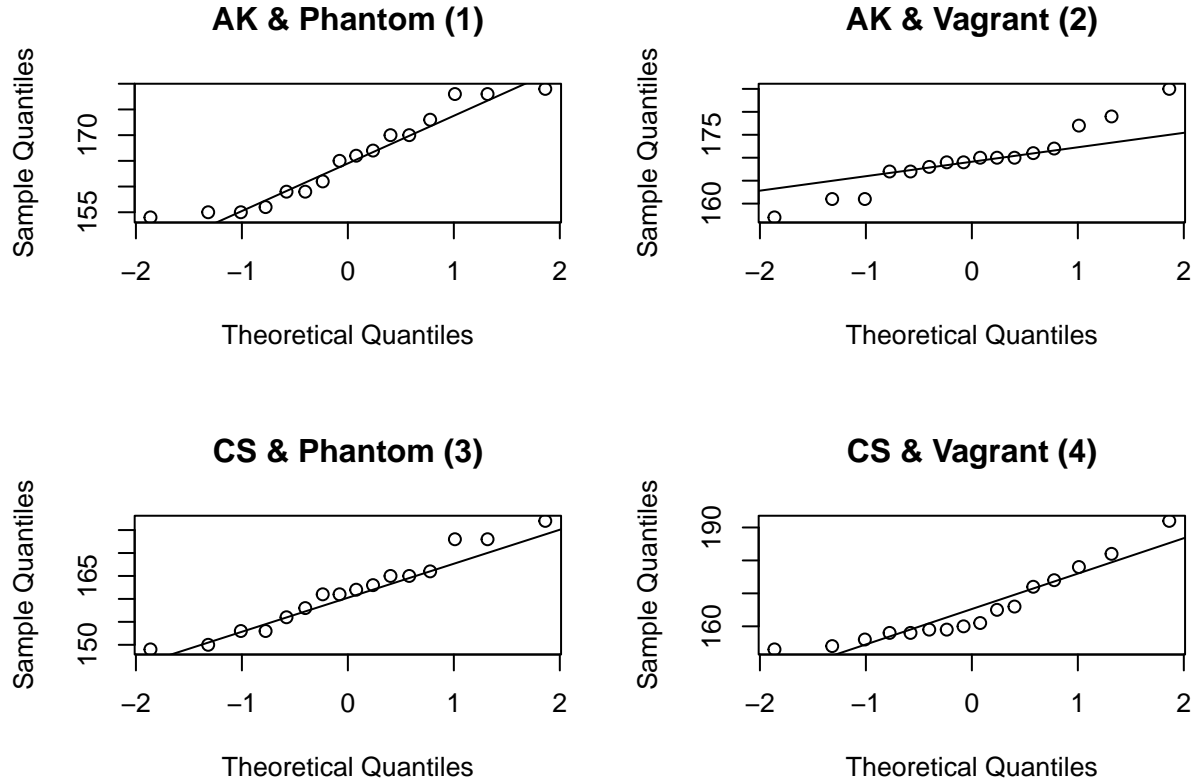 AK & Phantom (1)
Sample Quantiles
170
155
−2 −1 0 1 2
Theoretical Quantiles
AK & Vagrant (2)
Sample Quantiles
175
160
−2 −1 0 1 2
Theoretical Quantiles
CS & Phantom (3)
Sample Quantiles
165
150
−2 −1 0 1 2
Theoretical Quantiles
CS & Vagrant (4)
Sample Quantiles
190
160
−2 −1 0 1 2
Theoretical Quantiles